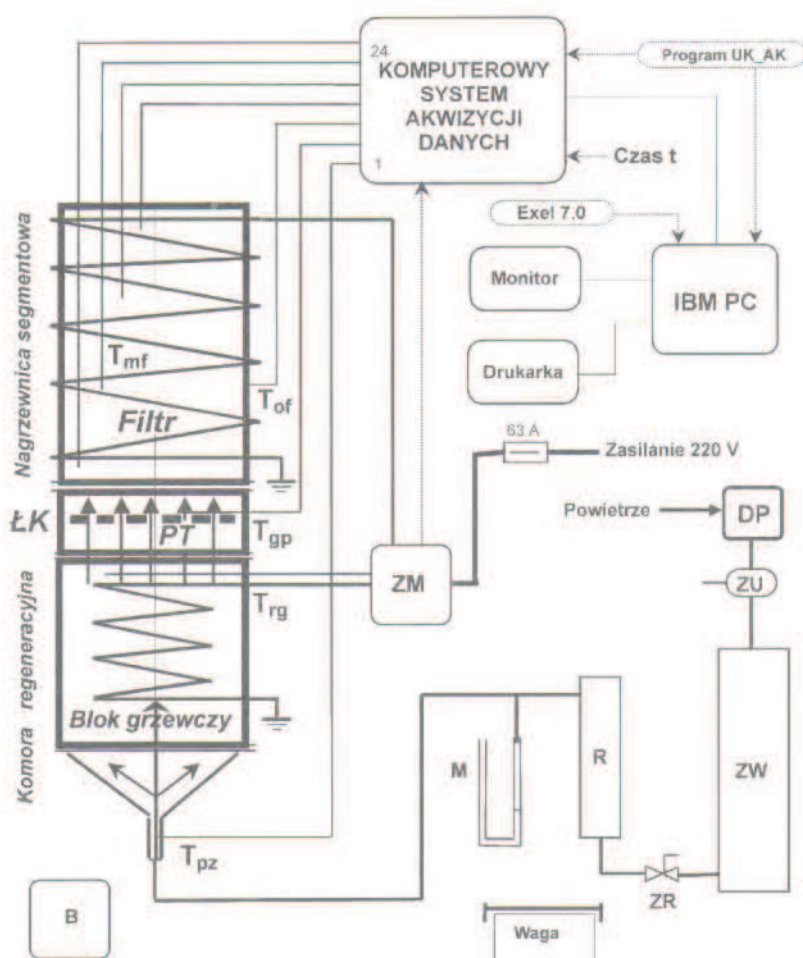 24
KOMPUTEROWY
SYSTEM
AKWIZYCJI
DANYCH
1
Program UK_AK
Czas t
Exel 7.0
Monitor
IBM PC
Drukarka
Nagrzewnica segmentowa
Tmf
Tof
Filtr
63 A
Zasilanie 220 V
ŁK
PT
Tgp
Powietrze
DP
ZM
ZU
Trg
Komora regeneracyjna
Blok grzewczy
M
R
ZW
Tpz
ZR
B
Waga